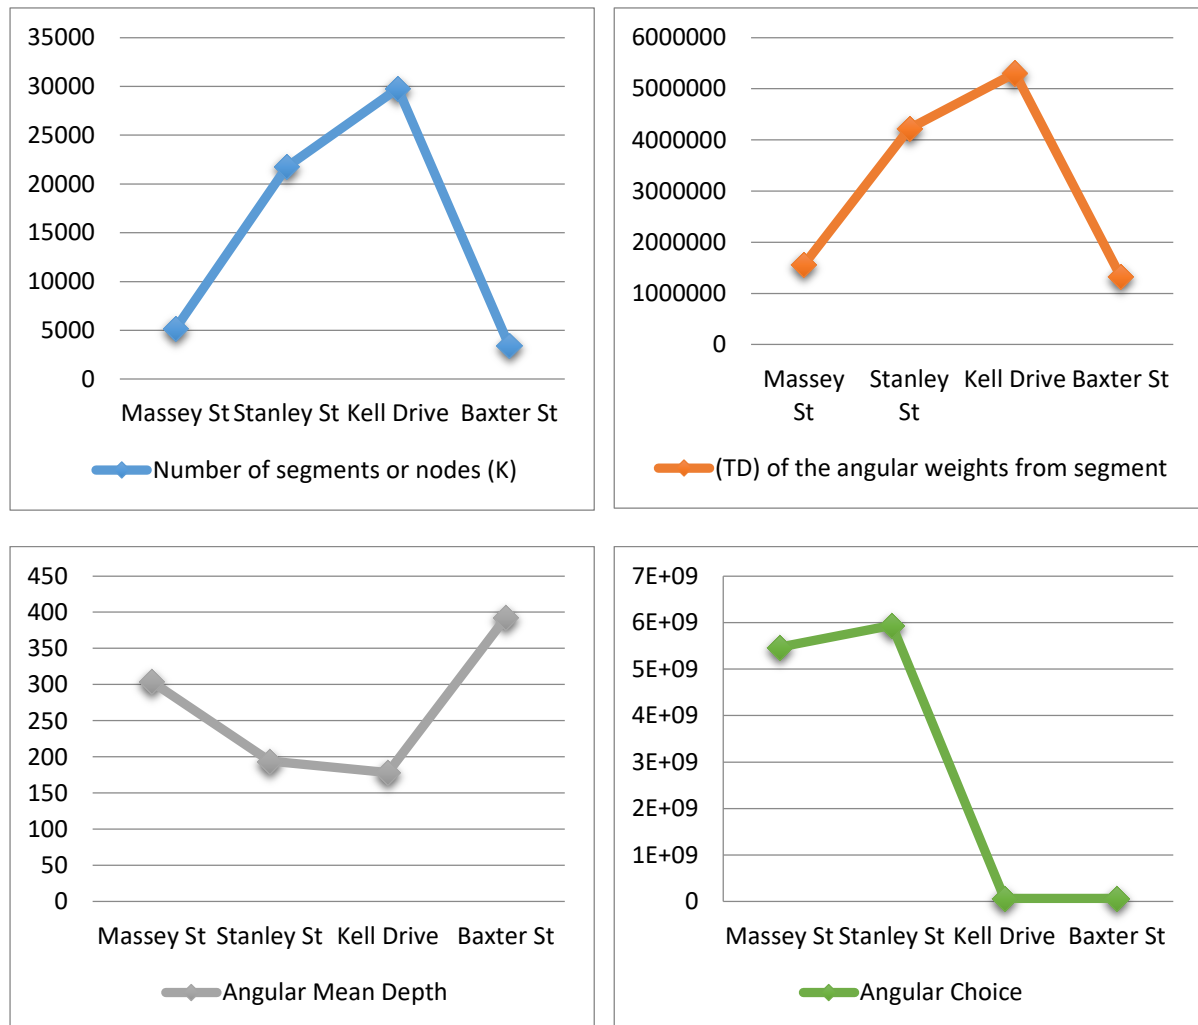 35000
30000
25000
20000
15000
10000
5000
0
Massey St Stanley St Kell Drive Baxter St
Number of segments or nodes (K)
6000000
5000000
4000000
3000000
2000000
1000000
0
Massey St Stanley St Kell Drive Baxter St
(TD) of the angular weights from segment
450
400
350
300
250
200
150
100
50
0
Massey St Stanley St Kell Drive Baxter St
Angular Mean Depth
7E+09
6E+09
5E+09
4E+09
3E+09
2E+09
1E+09
0
Massey St Stanley St Kell Drive Baxter St
Angular Choice